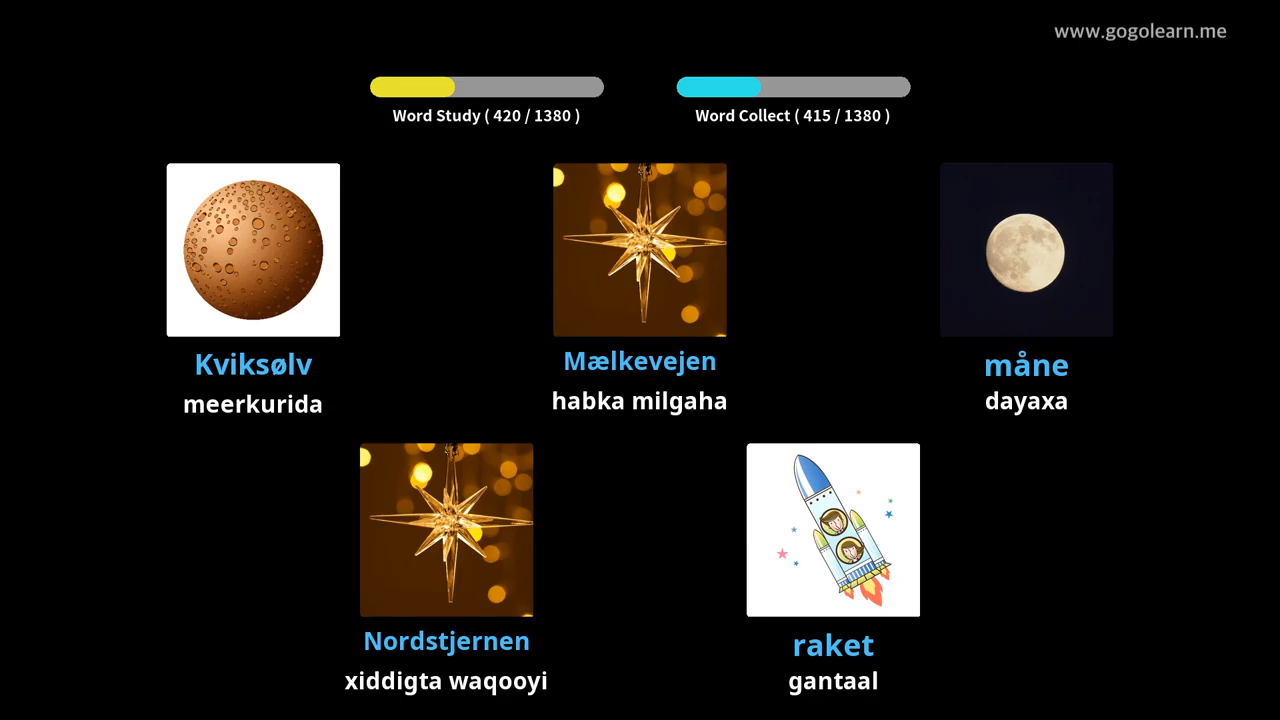 www.gogolearn.me
Word Study ( 420 / 1380 )
Word Collect ( 415 / 1380 )
Kviksølv
meerkurida
Mælkevejen
habka milgaha
måne
dayaxa
Nordstjernen
xiddigta waqooyi
raket
gantaal